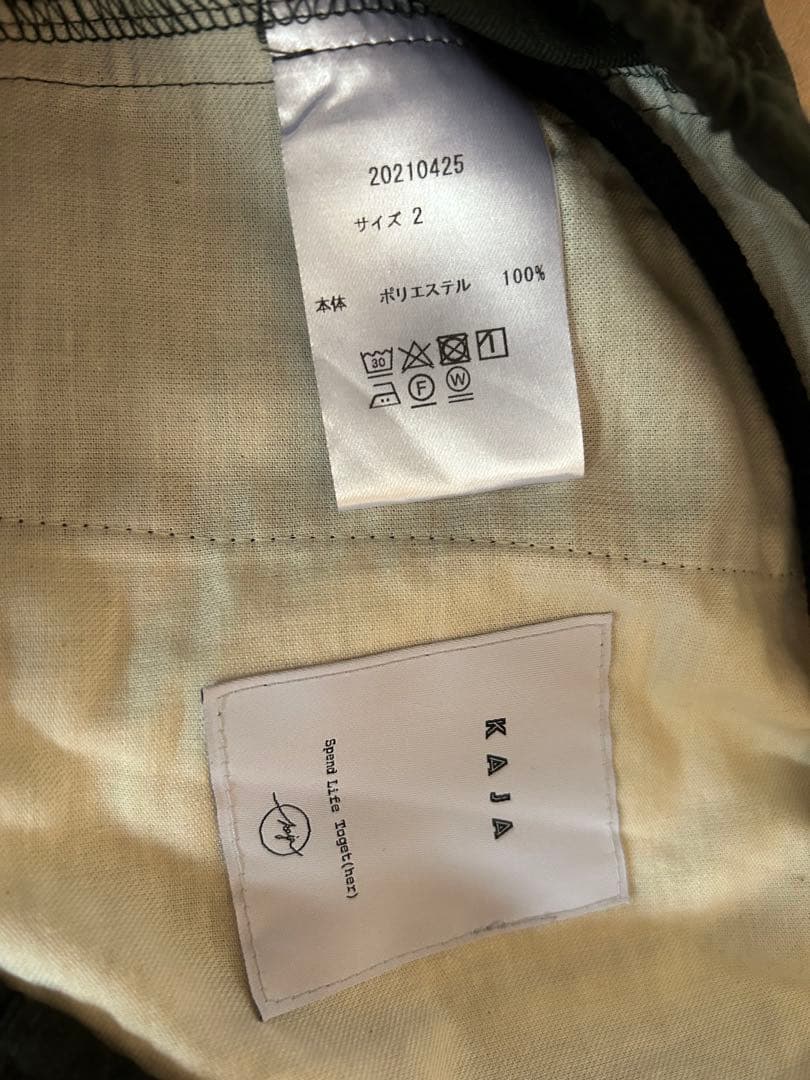 20210425
サイズ 2
本体 ポリエステル 100%
30
F W
KAJA
Spend Life Toget(her)